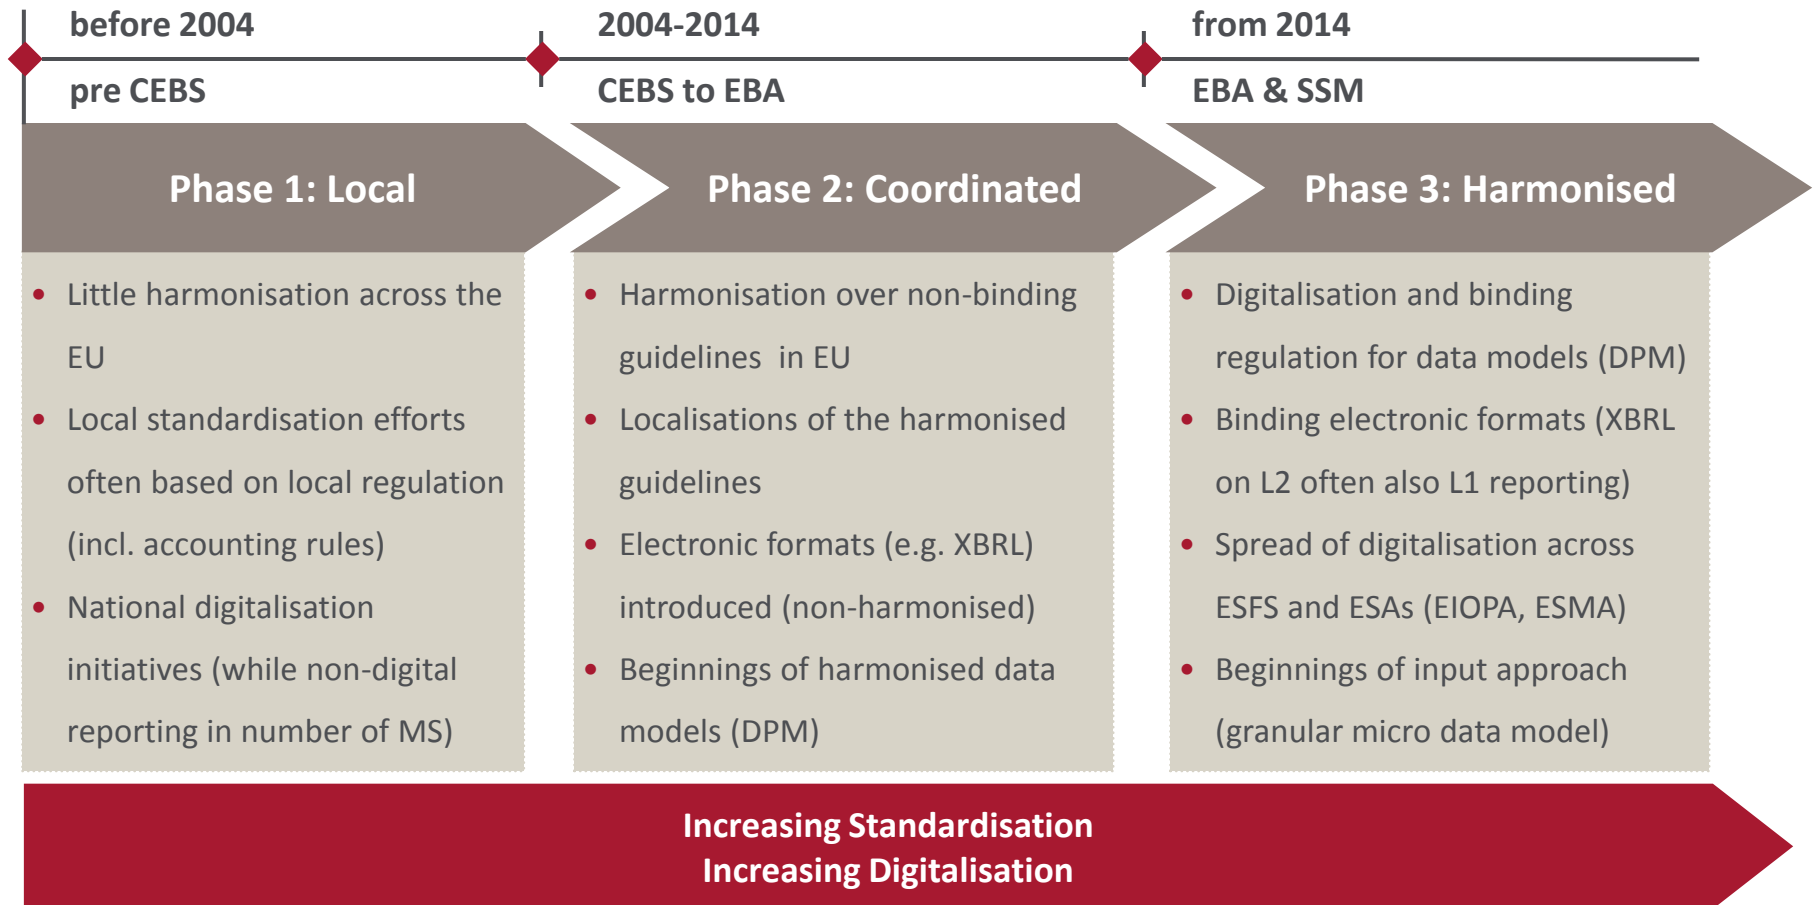 before 2004
pre CEBS
2004-2014
CEBS to EBA
from 2014
EBA & SSM
Phase 1: Local
Phase 2: Coordinated
Phase 3: Harmonised
• Little harmonisation across the
EU
• Local standardisation efforts
often based on local regulation
(incl. accounting rules)
• National digitalisation
initiatives (while non-digital
reporting in number of MS)
• Harmonisation over non-binding
guidelines in EU
• Localisations of the harmonised
guidelines
• Electronic formats (e.g. XBRL)
introduced (non-harmonised)
• Beginnings of harmonised data
models (DPM)
• Digitalisation and binding
regulation for data models (DPM)
• Binding electronic formats (XBRL
on L2 often also L1 reporting)
• Spread of digitalisation across
ESFS and ESAs (EIOPA, ESMA)
• Beginnings of input approach
(granular micro data model)
Increasing Standardisation
Increasing Digitalisation